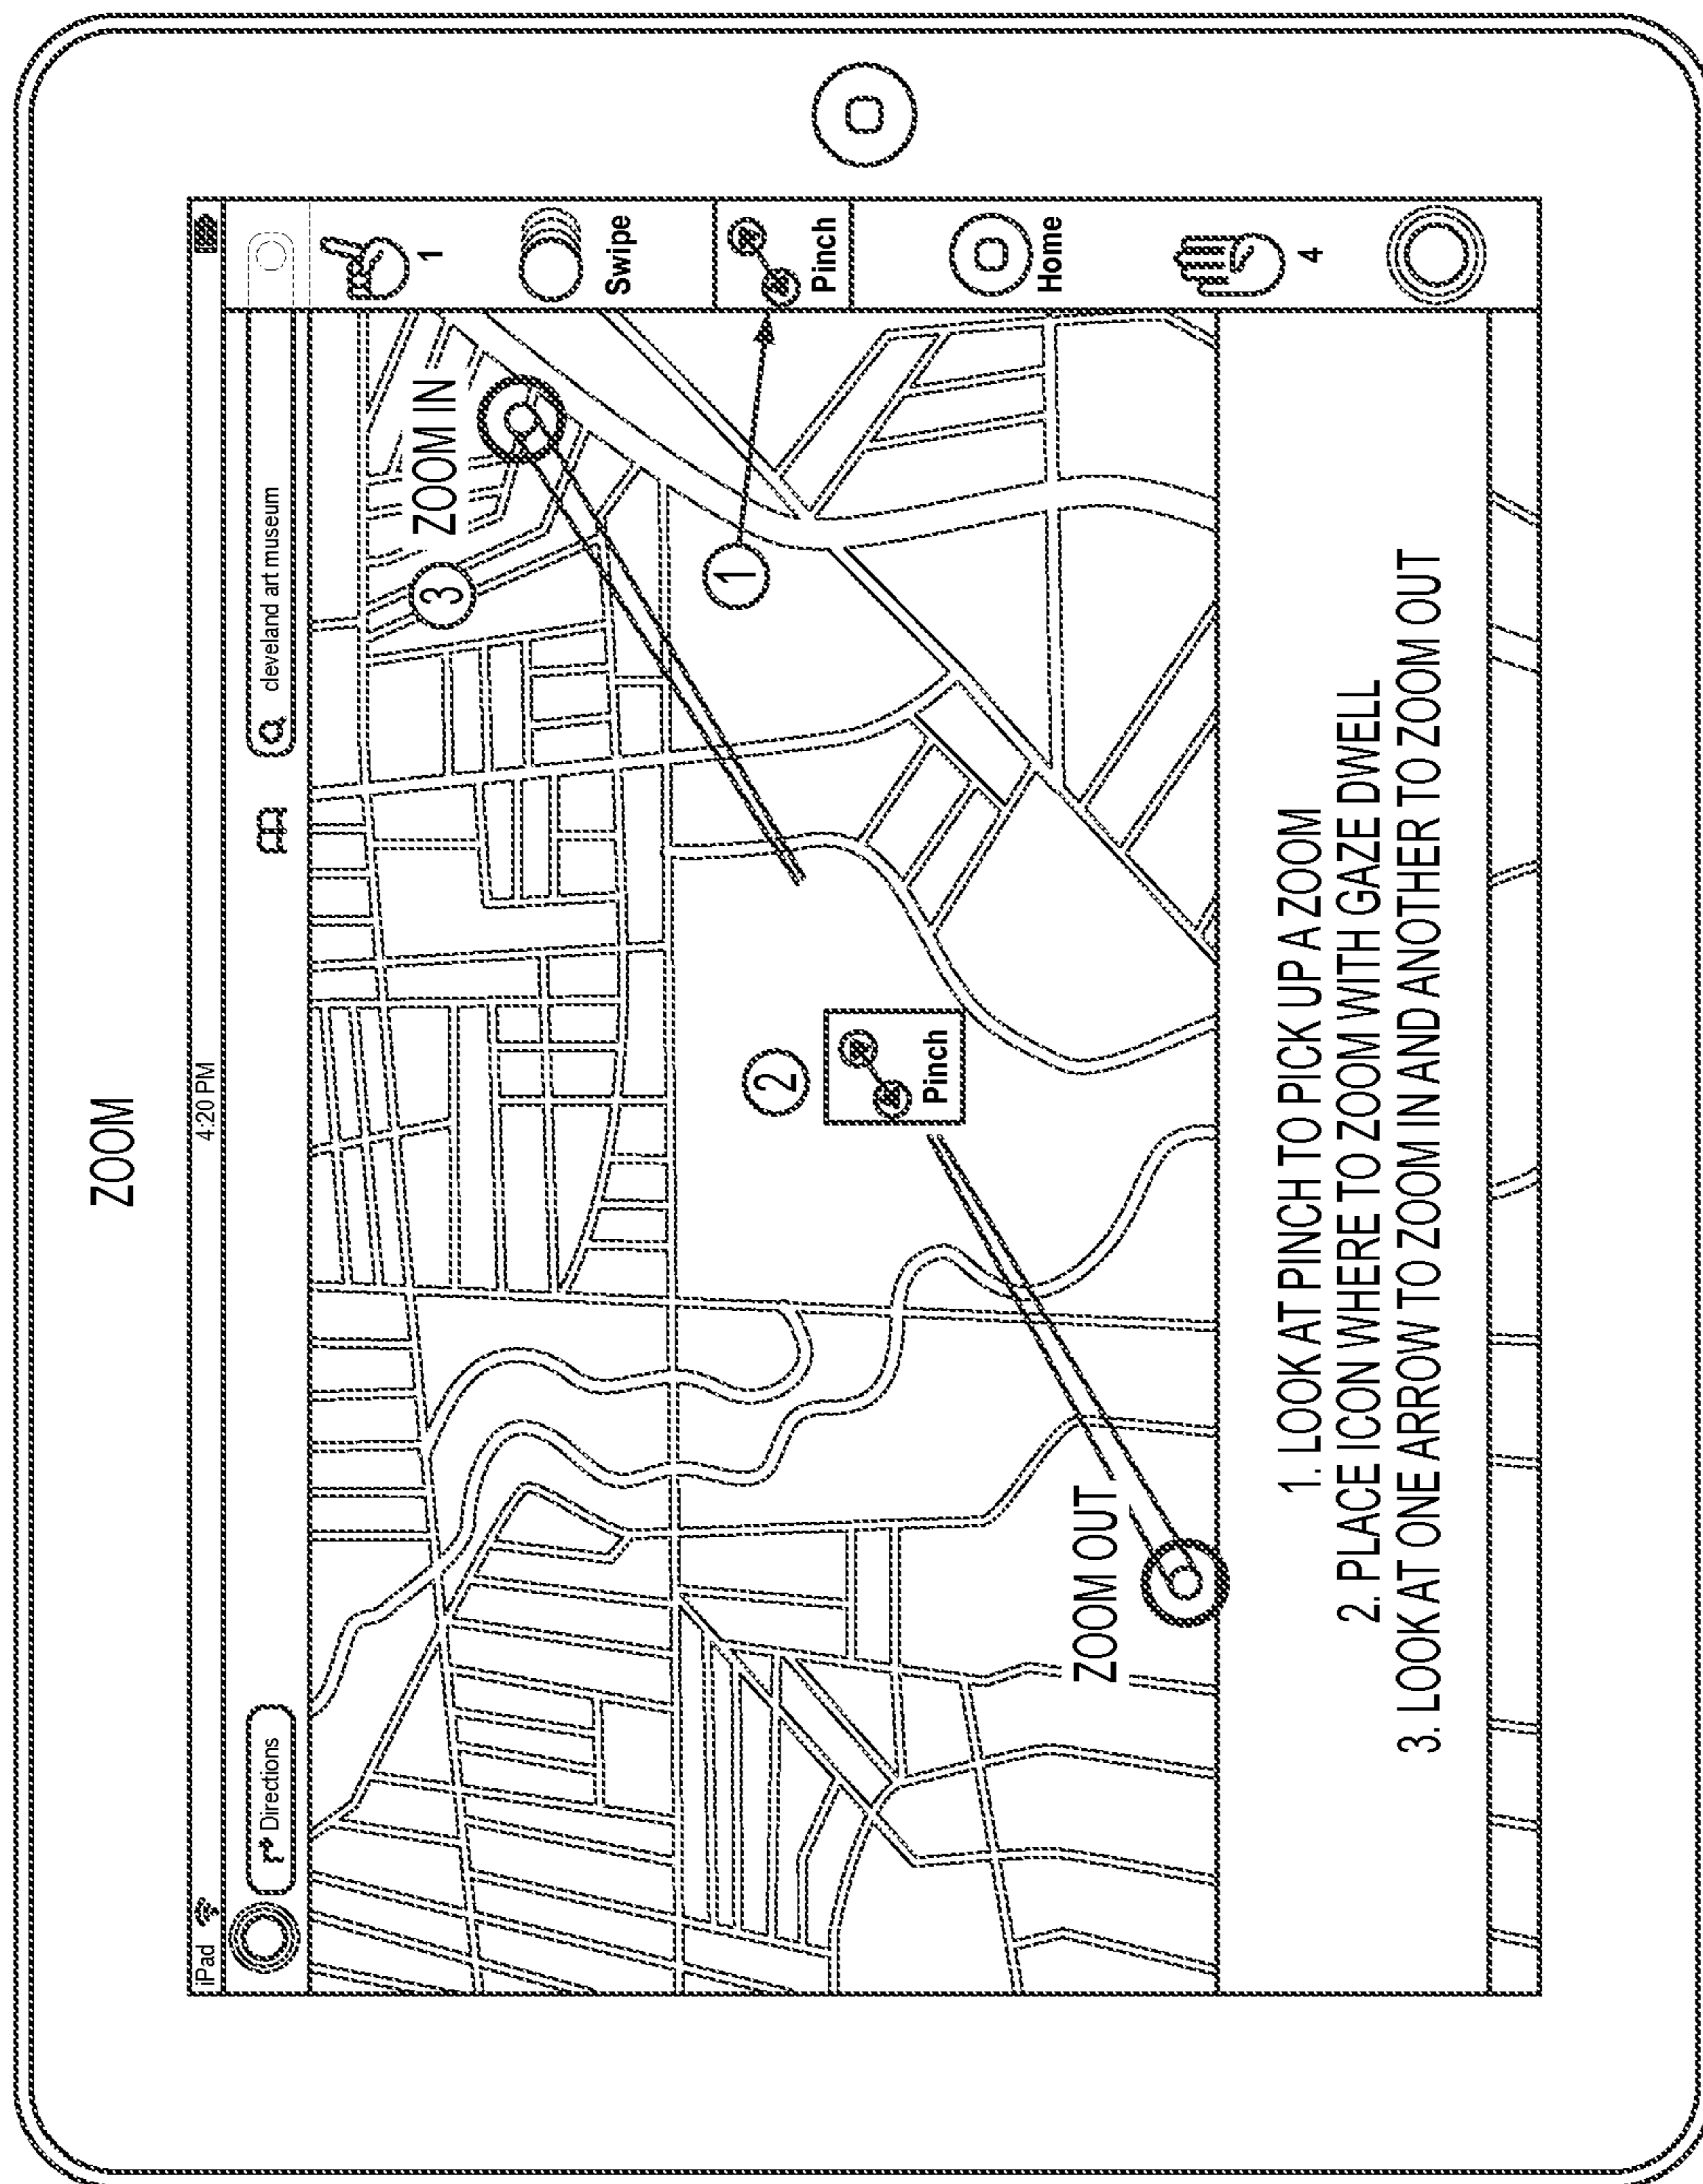 ZOOM
iPad
4:20 PM
Directions
cleveland art museum
1
Swipe
Pinch
Home
4
ZOOM IN
3
1
2
Pinch
ZOOM OUT
1. LOOK AT PINCH TO PICK UP A ZOOM
2. PLACE ICON WHERE TO ZOOM WITH GAZE DWELL
3. LOOK AT ONE ARROW TO ZOOM IN AND ANOTHER TO ZOOM OUT